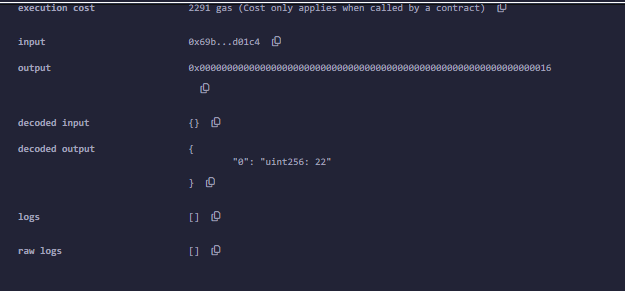 execution cost 2291 gas (Cost only applies when called by a contract)
input 0x69b...d01c4
output 0x0000000000000000000000000000000000000000000000000000000000000016
decoded input {}
decoded output {
"0": "uint256: 22"
}
logs []
raw logs []